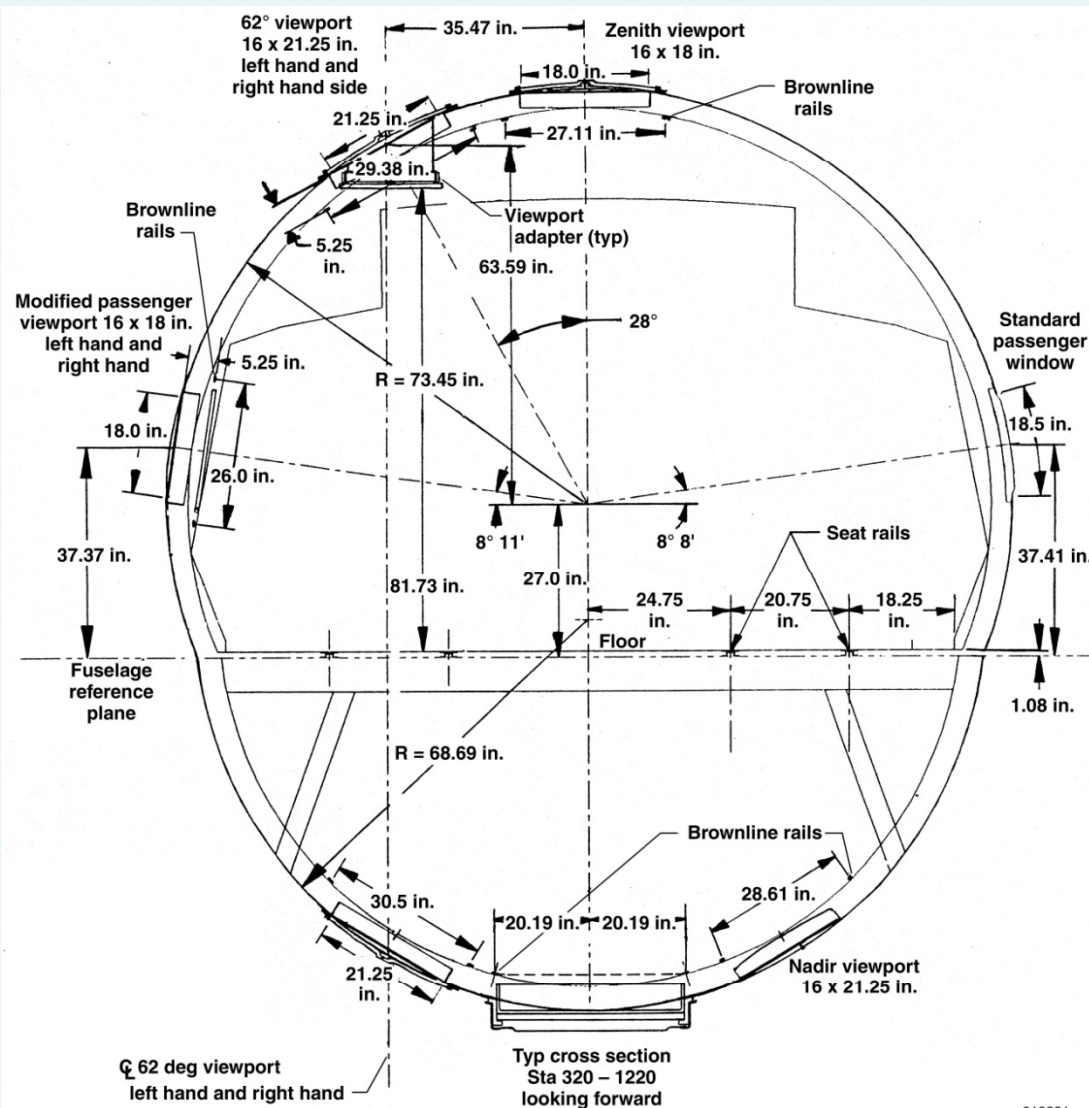 62° viewport
16 x 21.25 in.
left hand and
right hand side
35.47 in.
Zenith viewport
16 x 18 in.
18.0 in.
Brownline
rails
21.25 in.
27.11 in.
29.38 in.
Viewport
adapter (typ)
Brownline
rails
5.25
in.
63.59 in.
28°
Modified passenger
viewport 16 x 18 in.
left hand and
right hand
Standard
passenger
window
5.25 in.
R = 73.45 in.
18.0 in.
18.5 in.
26.0 in.
8° 11'
8° 8'
Seat rails
37.37 in.
37.41 in.
81.73 in.
27.0 in.
24.75
in.
20.75
in.
18.25
in.
Floor
Fuselage
reference
plane
1.08 in.
R = 68.69 in.
Brownline rails
30.5 in.
28.61 in.
20.19 in.
20.19 in.
21.25
in.
Nadir viewport
16 x 21.25 in.
℄ 62 deg viewport
left hand and right hand
Typ cross section
Sta 320 – 1220
looking forward